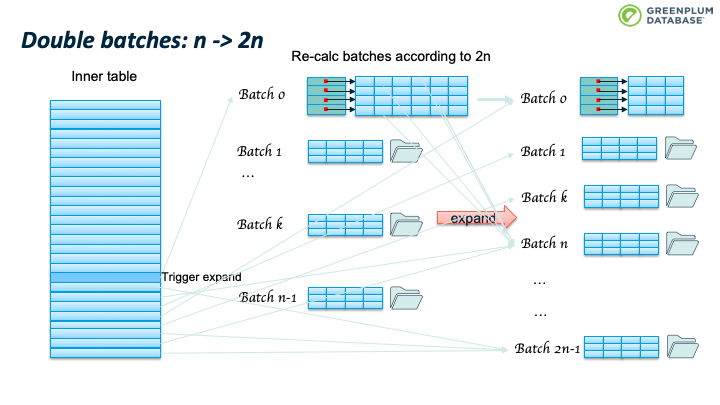 GREENPLUM
DATABASE®
Double batches: n -> 2n
Re-calc batches according to 2n
Inner table
Batch 0
Batch 0
Batch 1
Batch 1
...
Batch k
Batch k
expand
Batch n
Trigger expand
...
Batch n-1
...
Batch 2n-1